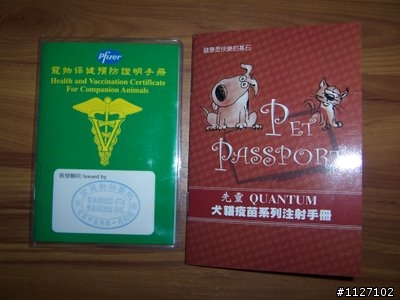 Pfizer
寵物保健預防證明手冊
Health and Vaccination Certificate
For Companion Animals
簽發醫院 Issued by
健康是快樂的基石
PET
PASSPORT
先靈 QUANTUM
犬貓疫苗系列注射手冊
#1127102